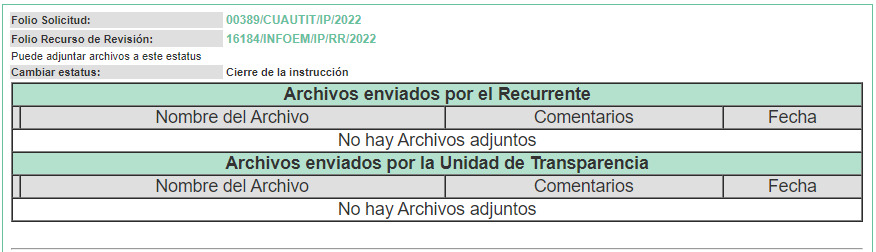 Folio Solicitud: 00389/CUAUTIT/IP/2022
Folio Recurso de Revisión: 16184/INFOEM/IP/RR/2022
Puede adjuntar archivos a este estatus
Cambiar estatus: Cierre de la instrucción
Archivos enviados por el Recurrente
Nombre del Archivo Comentarios Fecha
No hay Archivos adjuntos
Archivos enviados por la Unidad de Transparencia
Nombre del Archivo Comentarios Fecha
No hay Archivos adjuntos